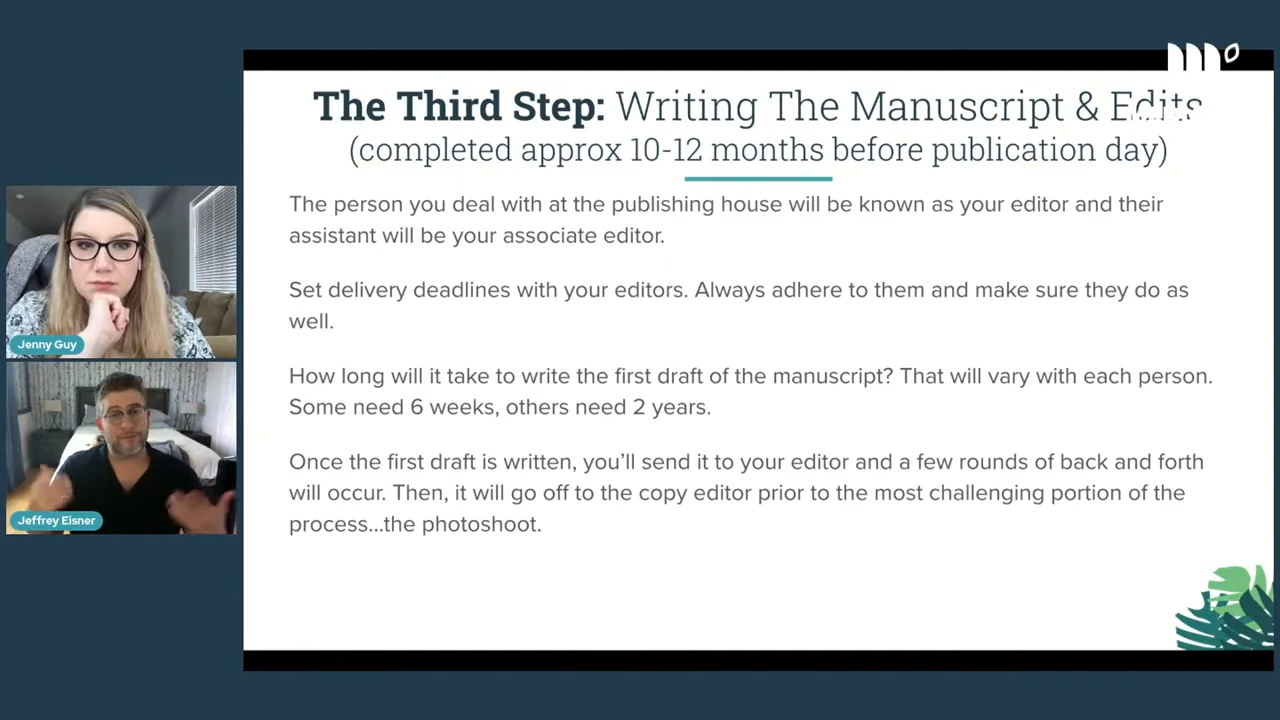 The Third Step: Writing The Manuscript & Edits
(completed approx 10-12 months before publication day)
The person you deal with at the publishing house will be known as your editor and their
assistant will be your associate editor.
Set delivery deadlines with your editors. Always adhere to them and make sure they do as
well.
How long will it take to write the first draft of the manuscript? That will vary with each person.
Some need 6 weeks, others need 2 years.
Once the first draft is written, you’ll send it to your editor and a few rounds of back and forth
will occur. Then, it will go off to the copy editor prior to the most challenging portion of the
process...the photoshoot.
Jenny Guy
Jeffrey Eisner